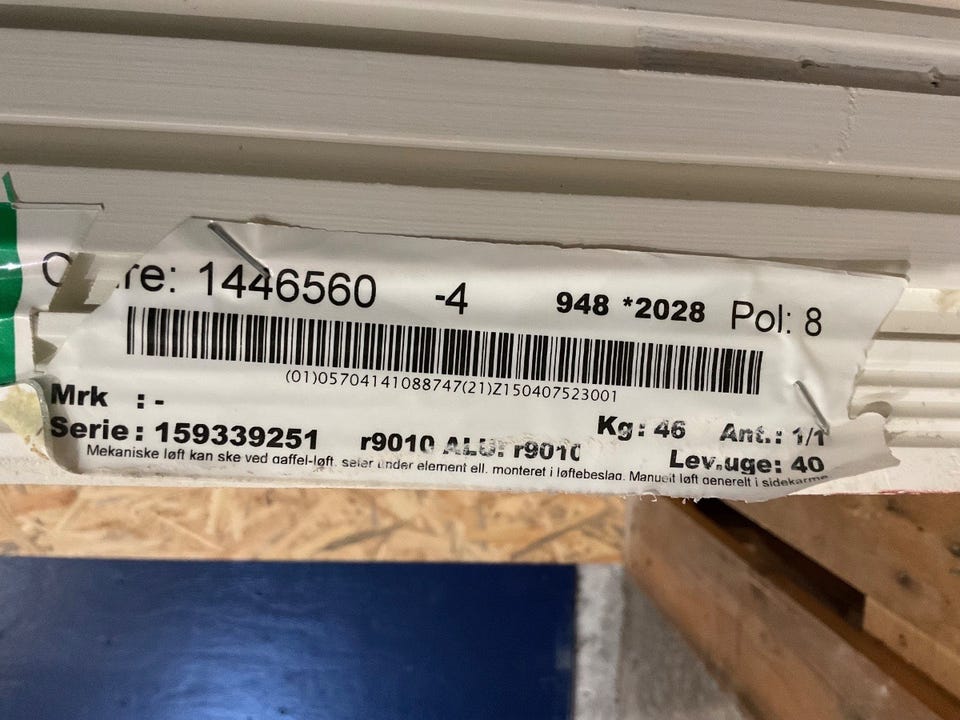 1446560 -4 948 *2028 Pol: 8
(01)05704141088747(21)Z150407523001
Mrk : -
Kg: 46 Ant.: 1/1
Serie: 159339251 r9010 ALU: r9010
Lev.uge: 40
Mekaniske løft kan ske ved gaffel-løft, seler under element ell. monteret i løftebeslag. Manuelt løft generelt i sidekarme